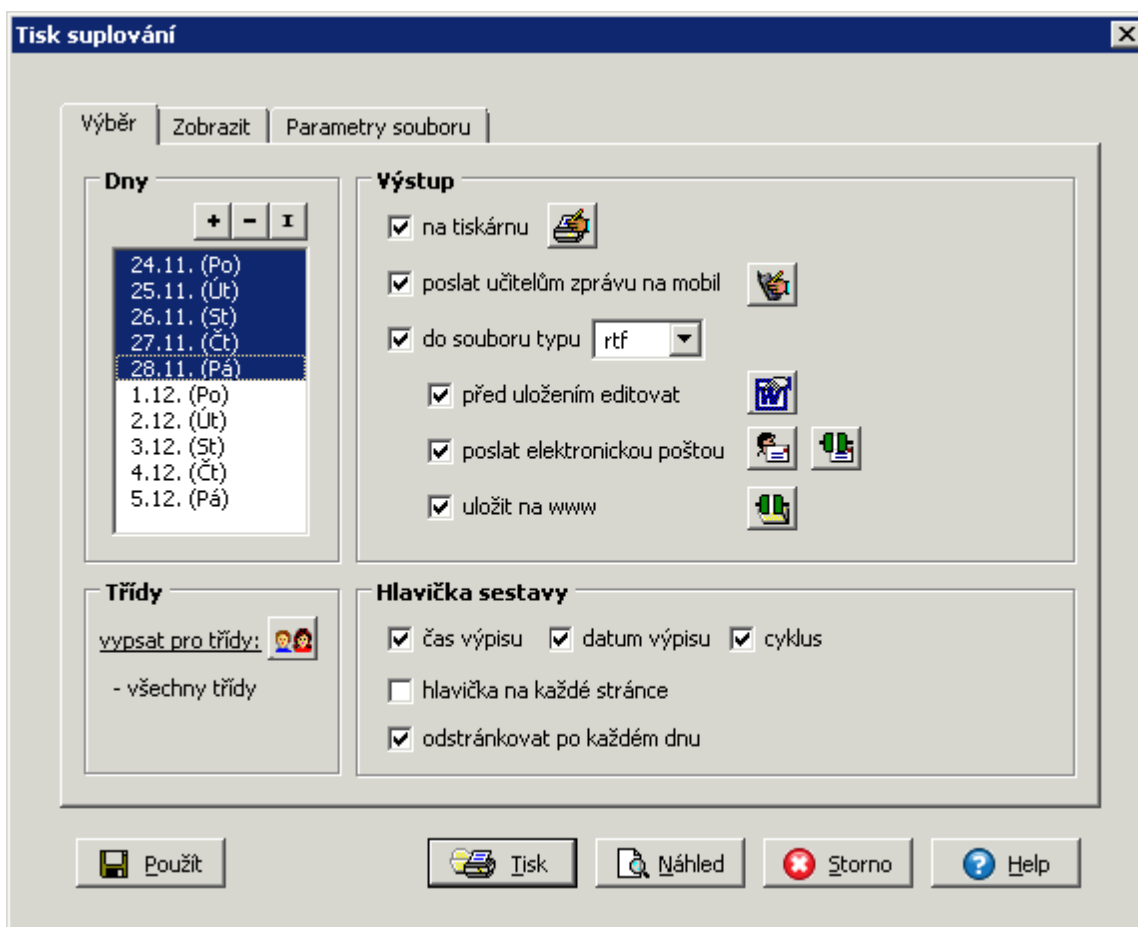 Tisk suplování
Výběr Zobrazit Parametry souboru
Dny
+ - I
24.11. (Po)
25.11. (Út)
26.11. (St)
27.11. (Čt)
28.11. (Pá)
1.12. (Po)
2.12. (Út)
3.12. (St)
4.12. (Čt)
5.12. (Pá)
Výstup
na tiskárnu
poslat učitelům zprávu na mobil
do souboru typu rtf
před uložením editovat
poslat elektronickou poštou
uložit na www
Třídy
vypsat pro třídy:
- všechny třídy
Hlavička sestavy
čas výpisu datum výpisu cyklus
hlavička na každé stránce
odstránkovat po každém dnu
Použít Tisk Náhled Storno Help